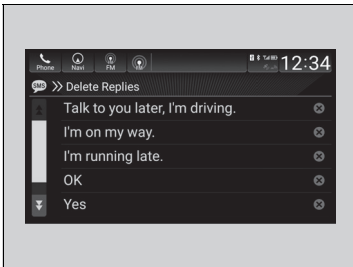 Phone Navi FM
12:34
SMS Delete Replies
Talk to you later, I'm driving.
I'm on my way.
I'm running late.
OK
Yes